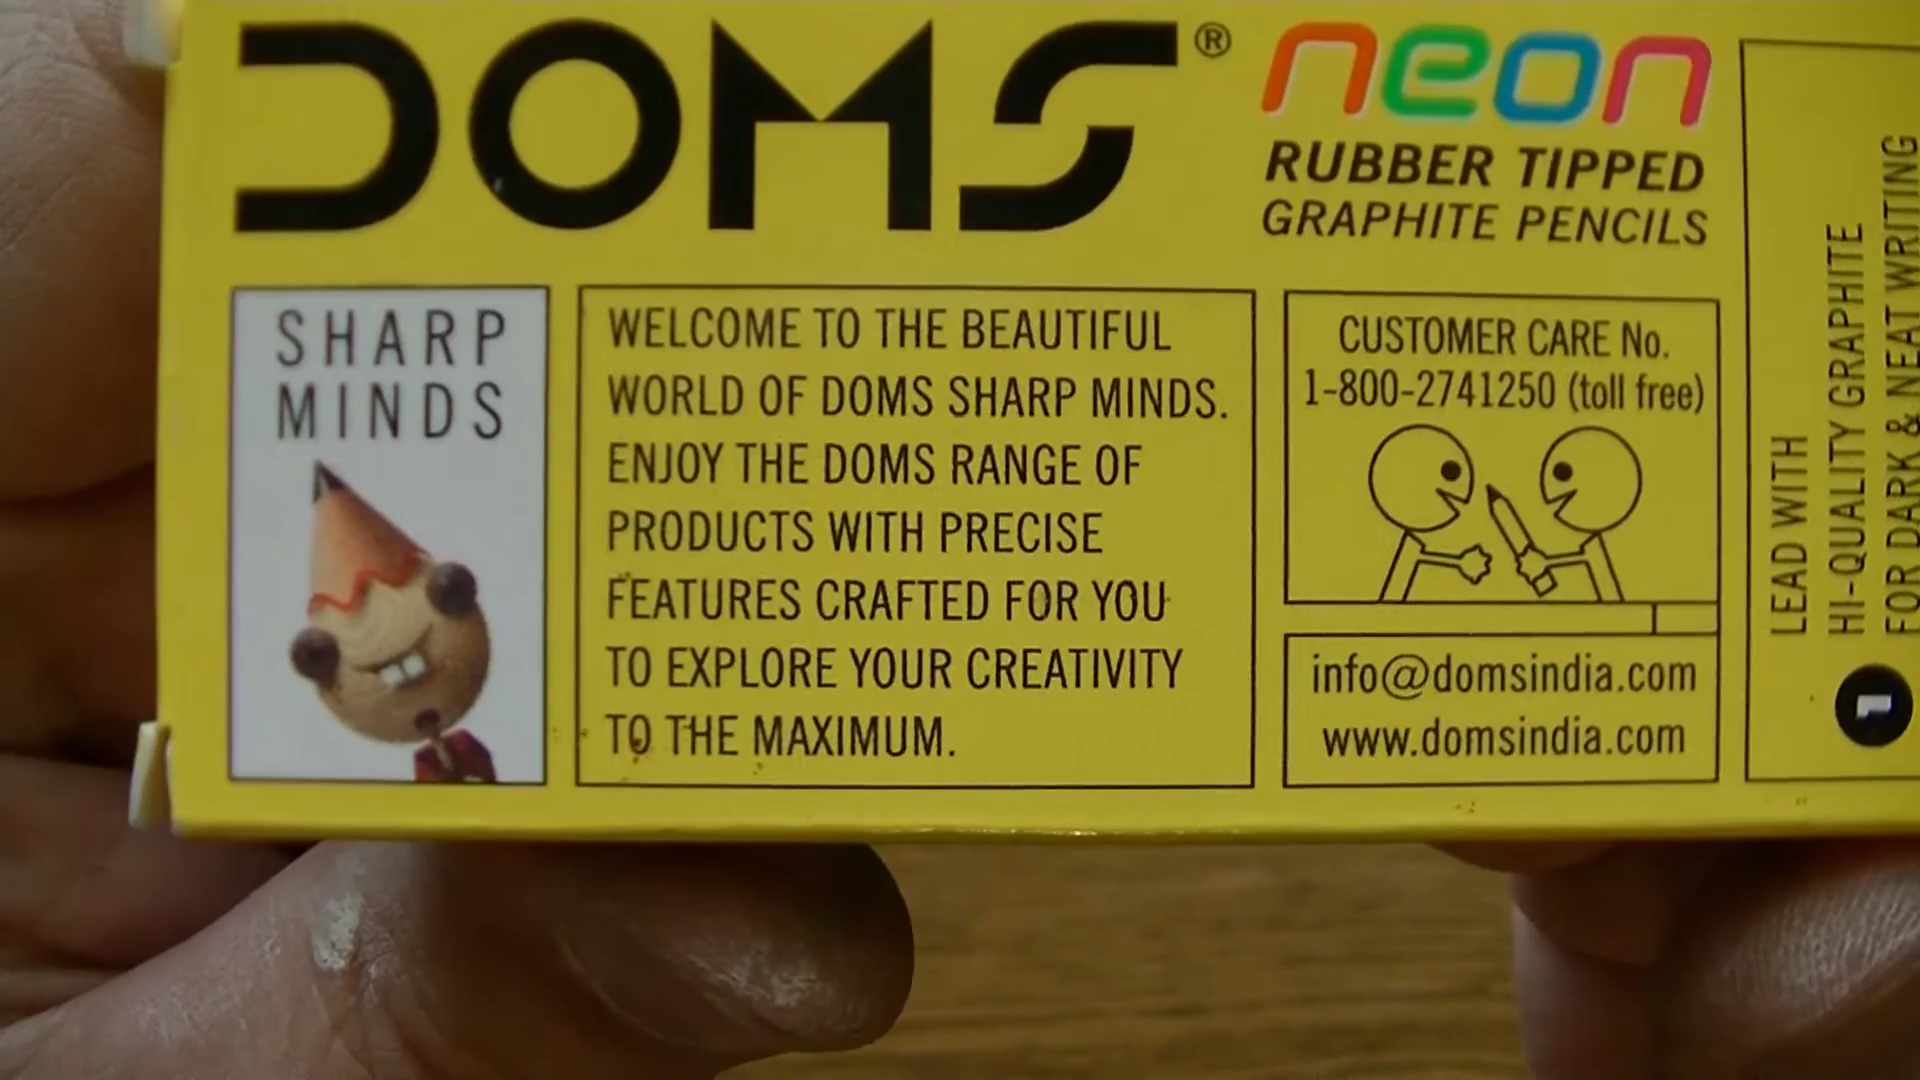 DOMS® neon
RUBBER TIPPED
GRAPHITE PENCILS
SHARP
MINDS
WELCOME TO THE BEAUTIFUL
WORLD OF DOMS SHARP MINDS.
ENJOY THE DOMS RANGE OF
PRODUCTS WITH PRECISE
FEATURES CRAFTED FOR YOU
TO EXPLORE YOUR CREATIVITY
TO THE MAXIMUM.
CUSTOMER CARE No.
1-800-2741250 (toll free)
info@domsindia.com
www.domsindia.com
LEAD WITH
HI-QUALITY GRAPHITE
FOR DARK & NEAT WRITING